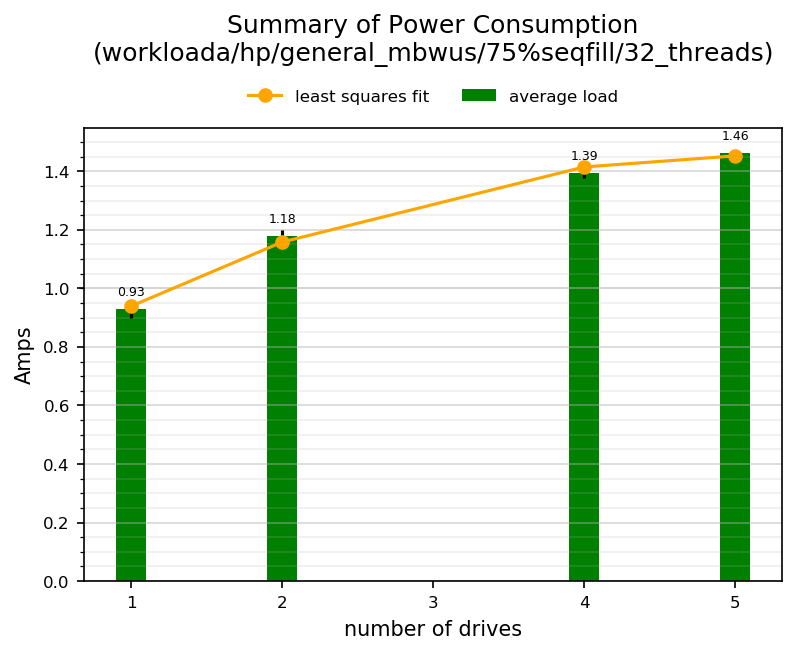 Summary of Power Consumption
(workloada/hp/general_mbwus/75%seqfill/32_threads)
least squares fit average load
1.46
1.4
1.39
1.2
1.18
1.0
0.93
0.8
Amps
0.6
0.4
0.2
0.0
1 2 3 4 5
number of drives